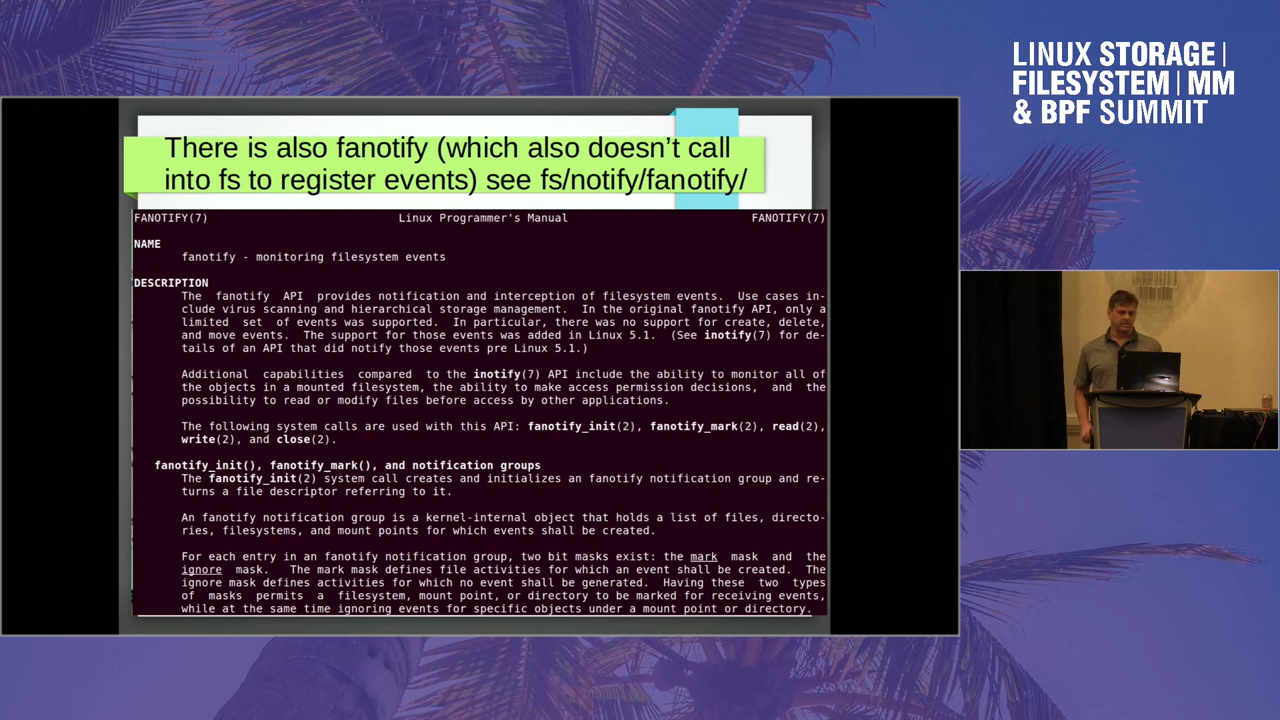 LINUX STORAGE |
FILESYSTEM | MM
& BPF SUMMIT
There is also fanotify (which also doesn’t call
into fs to register events) see fs/notify/fanotify/
FANOTIFY(7) Linux Programmer's Manual FANOTIFY(7)
NAME
fanotify - monitoring filesystem events
DESCRIPTION
The fanotify API provides notification and interception of filesystem events. Use cases in-
clude virus scanning and hierarchical storage management. In the original fanotify API, only a
limited set of events was supported. In particular, there was no support for create, delete,
and move events. The support for those events was added in Linux 5.1. (See inotify(7) for de-
tails of an API that did notify those events pre Linux 5.1.)
Additional capabilities compared to the inotify(7) API include the ability to monitor all of
the objects in a mounted filesystem, the ability to make access permission decisions, and the
possibility to read or modify files before access by other applications.
The following system calls are used with this API: fanotify_init(2), fanotify_mark(2), read(2),
write(2), and close(2).
fanotify_init(), fanotify_mark(), and notification groups
The fanotify_init(2) system call creates and initializes an fanotify notification group and re-
turns a file descriptor referring to it.
An fanotify notification group is a kernel-internal object that holds a list of files, directo-
ries, filesystems, and mount points for which events shall be created.
For each entry in an fanotify notification group, two bit masks exist: the mark mask and the
ignore mask. The mark mask defines file activities for which an event shall be created. The
ignore mask defines activities for which no event shall be generated. Having these two types
of masks permits a filesystem, mount point, or directory to be marked for receiving events,
while at the same time ignoring events for specific objects under a mount point or directory.